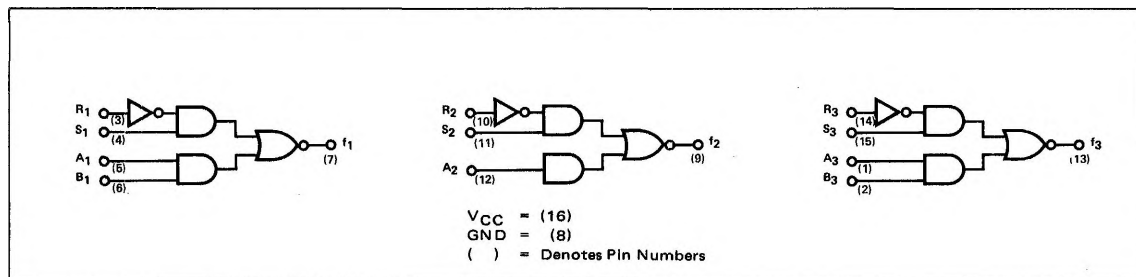 R1 (3)
S1 (4)
A1 (5)
B1 (6)
f1 (7)
R2 (10)
S2 (11)
A2 (12)
f2 (9)
R3 (14)
S3 (15)
A3 (1)
B3 (2)
f3 (13)
VCC = (16)
GND = (8)
( ) = Denotes Pin Numbers